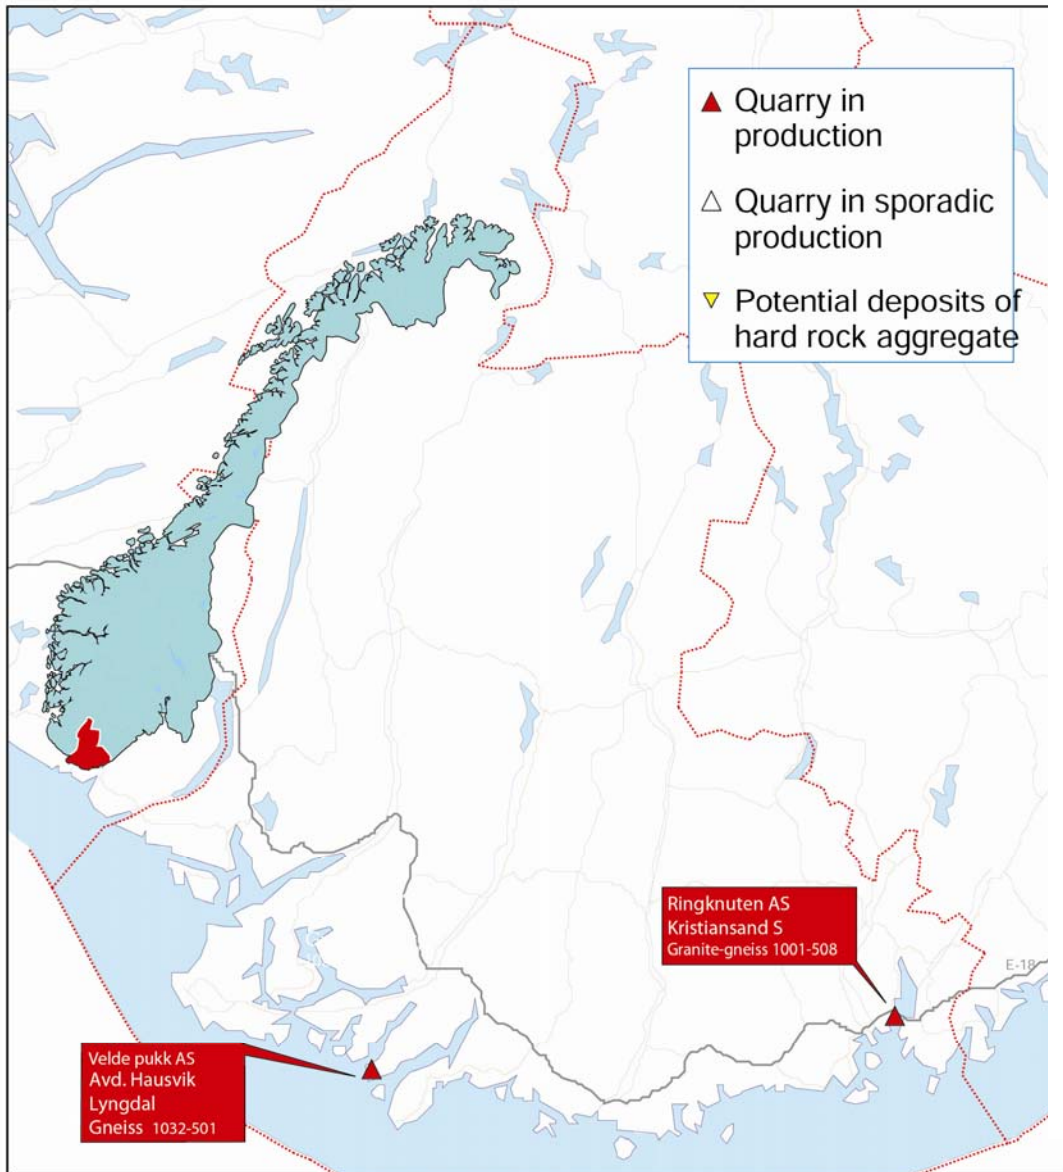 Quarry in
production
Quarry in sporadic
production
Potential deposits of
hard rock aggregate
Ringknuten AS
Kristiansand S
Granite-gneiss 1001-508
E-18
Velde pukk AS
Avd. Hausvik
Lyngdal
Gneiss 1032-501